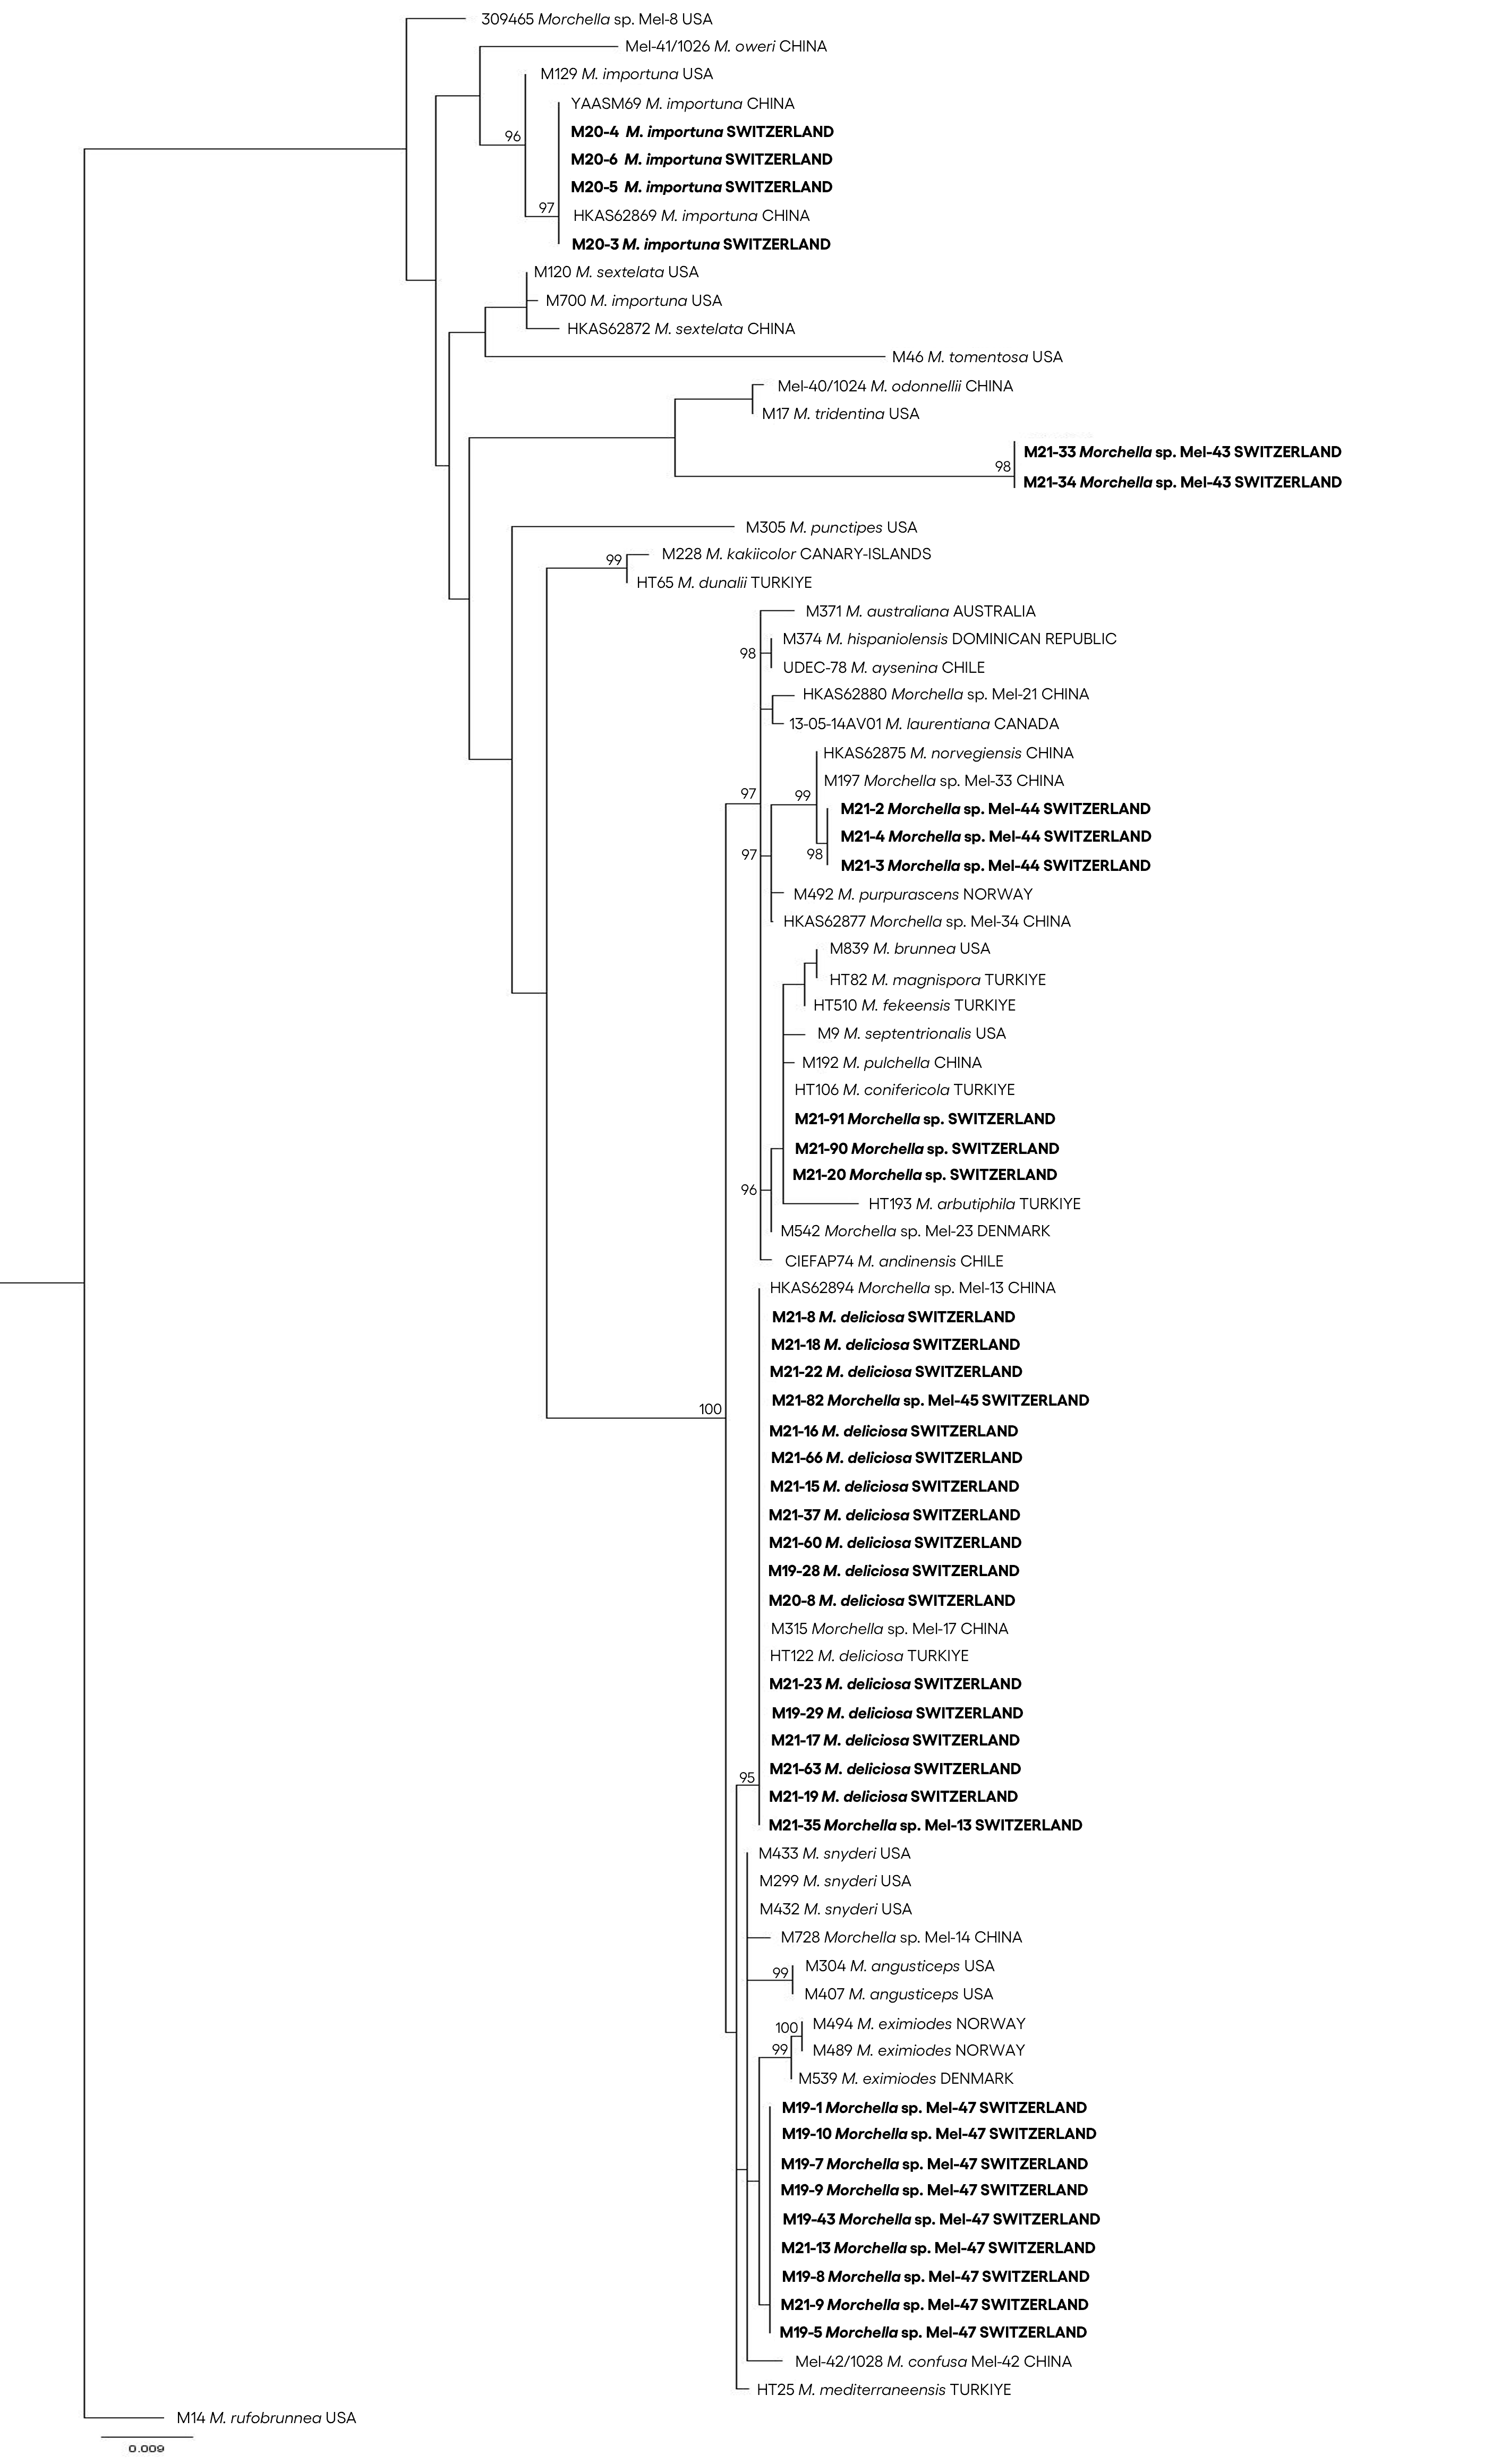 309465 Morchella sp. Mel-8 USA
Mel-41/1026 M. oweri CHINA
M129 M. importuna USA
YAASM69 M. importuna CHINA
M20-4 M. importuna SWITZERLAND
96
M20-6 M. importuna SWITZERLAND
M20-5 M. importuna SWITZERLAND
97
HKAS62869 M. importuna CHINA
M20-3 M. importuna SWITZERLAND
M120 M. sextelata USA
M700 M. importuna USA
HKAS62872 M. sextelata CHINA
M46 M. tomentosa USA
Mel-40/1024 M. odonnellii CHINA
M17 M. tridentina USA
M21-33 Morchella sp. Mel-43 SWITZERLAND
98
M21-34 Morchella sp. Mel-43 SWITZERLAND
M305 M. punctipes USA
M228 M. kakiicolor CANARY-ISLANDS
99
HT65 M. dunalii TURKIYE
M371 M. australiana AUSTRALIA
M374 M. hispaniolensis DOMINICAN REPUBLIC
98
UDEC-78 M. aysenina CHILE
HKAS62880 Morchella sp. Mel-21 CHINA
13-05-14AV01 M. laurentiana CANADA
HKAS62875 M. norvegiensis CHINA
M197 Morchella sp. Mel-33 CHINA
97
99
M21-2 Morchella sp. Mel-44 SWITZERLAND
M21-4 Morchella sp. Mel-44 SWITZERLAND
97
98
M21-3 Morchella sp. Mel-44 SWITZERLAND
M492 M. purpurascens NORWAY
HKAS62877 Morchella sp. Mel-34 CHINA
M839 M. brunnea USA
HT82 M. magnispora TURKIYE
HT510 M. fekeensis TURKIYE
M9 M. septentrionalis USA
M192 M. pulchella CHINA
HT106 M. conifericola TURKIYE
M21-91 Morchella sp. SWITZERLAND
M21-90 Morchella sp. SWITZERLAND
M21-20 Morchella sp. SWITZERLAND
96
HT193 M. arbutiphila TURKIYE
M542 Morchella sp. Mel-23 DENMARK
CIEFAP74 M. andinensis CHILE
HKAS62894 Morchella sp. Mel-13 CHINA
M21-8 M. deliciosa SWITZERLAND
M21-18 M. deliciosa SWITZERLAND
M21-22 M. deliciosa SWITZERLAND
M21-82 Morchella sp. Mel-45 SWITZERLAND
100
M21-16 M. deliciosa SWITZERLAND
M21-66 M. deliciosa SWITZERLAND
M21-15 M. deliciosa SWITZERLAND
M21-37 M. deliciosa SWITZERLAND
M21-60 M. deliciosa SWITZERLAND
M19-28 M. deliciosa SWITZERLAND
M20-8 M. deliciosa SWITZERLAND
M315 Morchella sp. Mel-17 CHINA
HT122 M. deliciosa TURKIYE
M21-23 M. deliciosa SWITZERLAND
M19-29 M. deliciosa SWITZERLAND
M21-17 M. deliciosa SWITZERLAND
M21-63 M. deliciosa SWITZERLAND
95
M21-19 M. deliciosa SWITZERLAND
M21-35 Morchella sp. Mel-13 SWITZERLAND
M433 M. snyderi USA
M299 M. snyderi USA
M432 M. snyderi USA
M728 Morchella sp. Mel-14 CHINA
M304 M. angusticeps USA
99
M407 M. angusticeps USA
M494 M. eximiodes NORWAY
100
M489 M. eximiodes NORWAY
99
M539 M. eximiodes DENMARK
M19-1 Morchella sp. Mel-47 SWITZERLAND
M19-10 Morchella sp. Mel-47 SWITZERLAND
M19-7 Morchella sp. Mel-47 SWITZERLAND
M19-9 Morchella sp. Mel-47 SWITZERLAND
M19-43 Morchella sp. Mel-47 SWITZERLAND
M21-13 Morchella sp. Mel-47 SWITZERLAND
M19-8 Morchella sp. Mel-47 SWITZERLAND
M21-9 Morchella sp. Mel-47 SWITZERLAND
M19-5 Morchella sp. Mel-47 SWITZERLAND
Mel-42/1028 M. confusa Mel-42 CHINA
HT25 M. mediterraneensis TURKIYE
M14 M. rufobrunnea USA
0.009